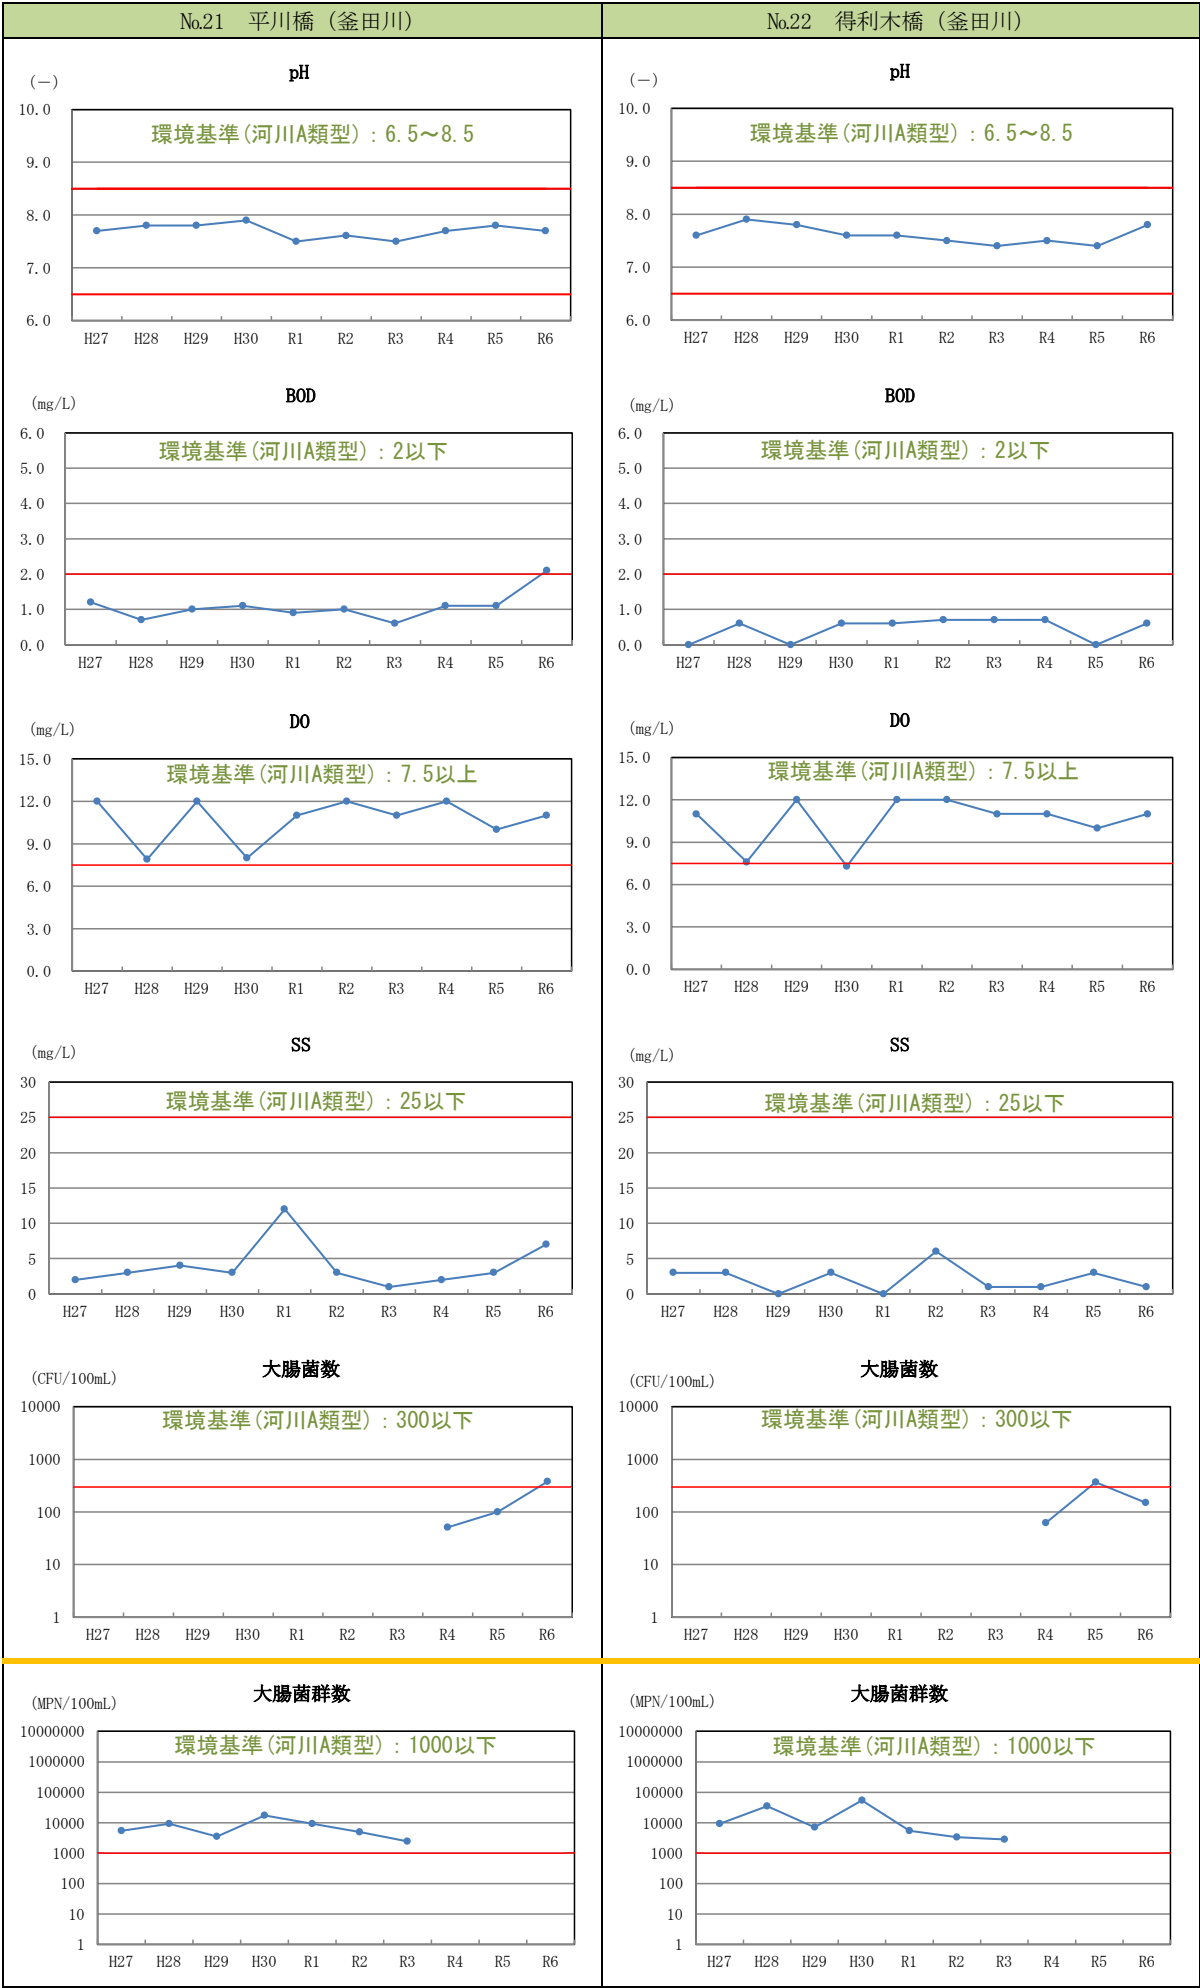 №21　平川橋（釜田川）
pH
(－)
環境基準(河川A類型)：6.5～8.5
10.0
9.0
8.0
7.0
6.0
H27 H28 H29 H30 R1 R2 R3 R4 R5 R6
BOD
(mg/L)
環境基準(河川A類型)：2以下
6.0
5.0
4.0
3.0
2.0
1.0
0.0
H27 H28 H29 H30 R1 R2 R3 R4 R5 R6
DO
(mg/L)
環境基準(河川A類型)：7.5以上
15.0
12.0
9.0
6.0
3.0
0.0
H27 H28 H29 H30 R1 R2 R3 R4 R5 R6
SS
(mg/L)
環境基準(河川A類型)：25以下
30
25
20
15
10
5
0
H27 H28 H29 H30 R1 R2 R3 R4 R5 R6
大腸菌数
(CFU/100mL)
環境基準(河川A類型)：300以下
10000
1000
100
10
1
H27 H28 H29 H30 R1 R2 R3 R4 R5 R6
大腸菌群数
(MPN/100mL)
環境基準(河川A類型)：1000以下
10000000
1000000
100000
10000
1000
100
10
1
H27 H28 H29 H30 R1 R2 R3 R4 R5 R6
№22　得利木橋（釜田川）
pH
(－)
環境基準(河川A類型)：6.5～8.5
10.0
9.0
8.0
7.0
6.0
H27 H28 H29 H30 R1 R2 R3 R4 R5 R6
BOD
(mg/L)
環境基準(河川A類型)：2以下
6.0
5.0
4.0
3.0
2.0
1.0
0.0
H27 H28 H29 H30 R1 R2 R3 R4 R5 R6
DO
(mg/L)
環境基準(河川A類型)：7.5以上
15.0
12.0
9.0
6.0
3.0
0.0
H27 H28 H29 H30 R1 R2 R3 R4 R5 R6
SS
(mg/L)
環境基準(河川A類型)：25以下
30
25
20
15
10
5
0
H27 H28 H29 H30 R1 R2 R3 R4 R5 R6
大腸菌数
(CFU/100mL)
環境基準(河川A類型)：300以下
10000
1000
100
10
1
H27 H28 H29 H30 R1 R2 R3 R4 R5 R6
大腸菌群数
(MPN/100mL)
環境基準(河川A類型)：1000以下
10000000
1000000
100000
10000
1000
100
10
1
H27 H28 H29 H30 R1 R2 R3 R4 R5 R6